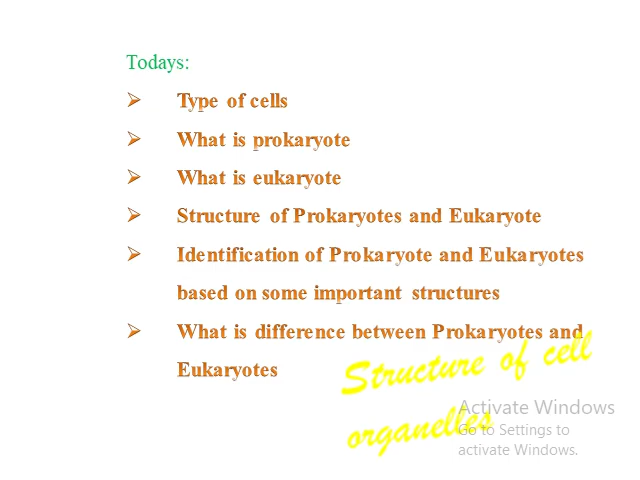 Todays:
Type of cells
What is prokaryote
What is eukaryote
Structure of Prokaryotes and Eukaryote
Identification of Prokaryote and Eukaryotes
based on some important structures
What is difference between Prokaryotes and
Eukaryotes
Structure of cell
organelles
Activate Windows
Go to Settings to
activate Windows.